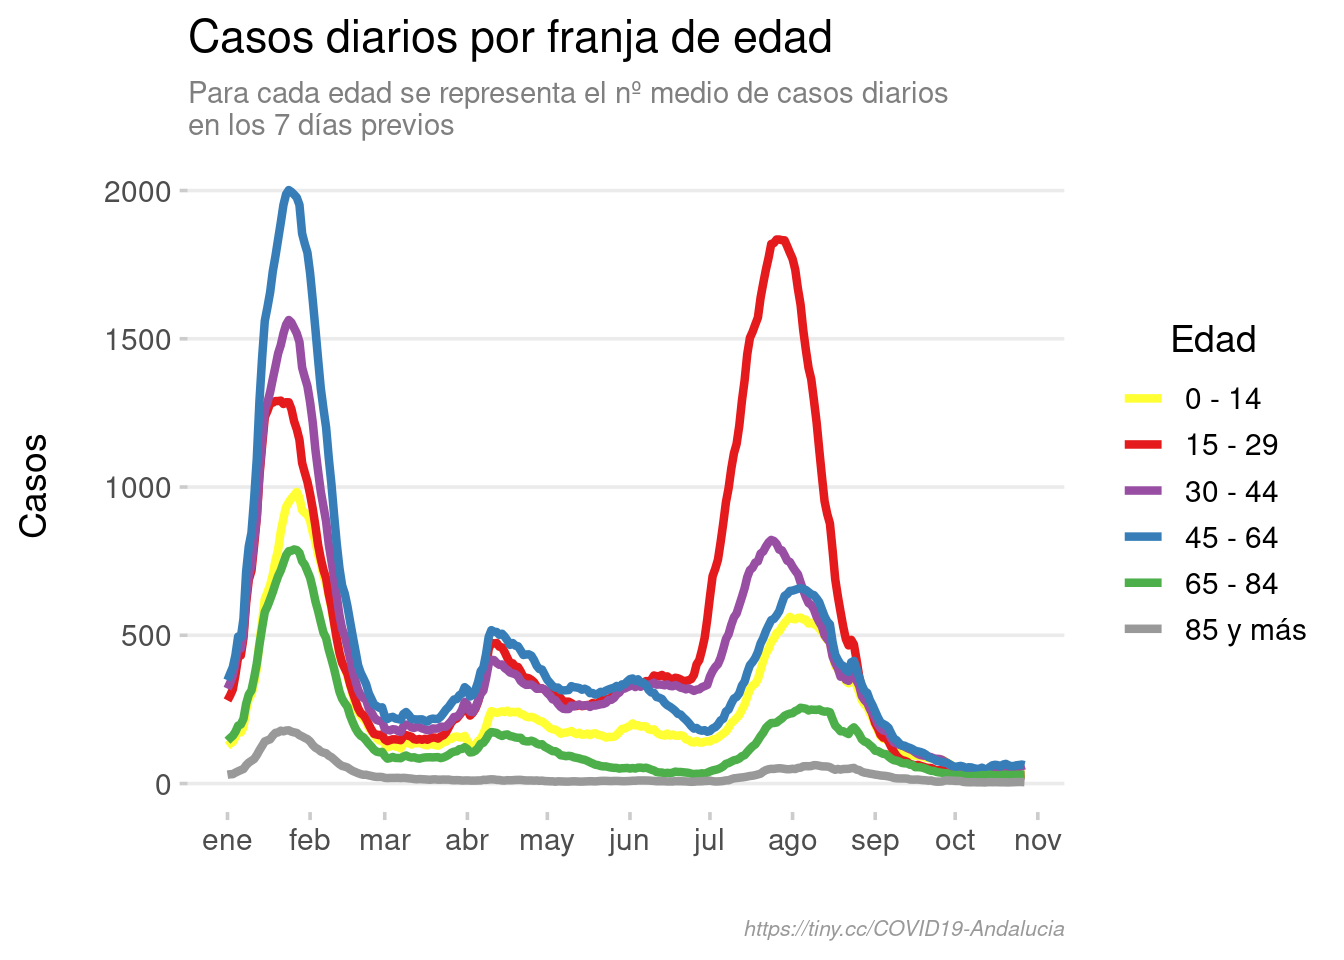 Casos diarios por franja de edad
Para cada edad se representa el nº medio de casos diarios
en los 7 días previos
2000
1500
1000
500
0
Casos
ene feb mar abr may jun jul ago sep oct nov
Edad
0 - 14
15 - 29
30 - 44
45 - 64
65 - 84
85 y más
https://tiny.cc/COVID19-Andalucia